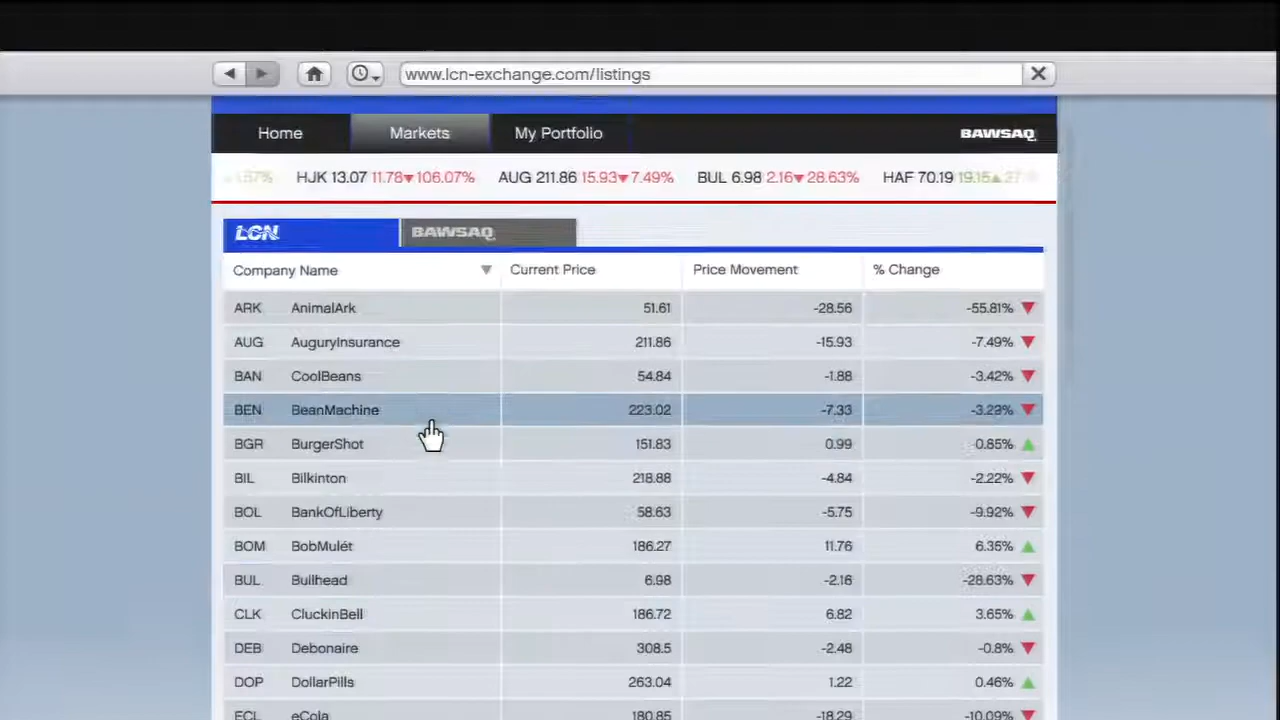 www.lcn-exchange.com/listings
Home Markets My Portfolio BAWSAQ
HJK 13.07 11.78▼106.07% AUG 211.86 15.93▼7.49% BUL 6.98 2.16▼28.63% HAF 70.19 19.15▲
LCN BAWSAQ
Company Name ▼ Current Price Price Movement % Change
ARK AnimalArk 51.61 -28.56 -55.81% ▼
AUG AuguryInsurance 211.86 -15.93 -7.49% ▼
BAN CoolBeans 54.84 -1.88 -3.42% ▼
BEN BeanMachine 223.02 -7.33 -3.29% ▼
BGR BurgerShot 151.83 0.99 0.85% ▲
BIL Bilkinton 218.88 -4.84 -2.22% ▼
BOL BankOfLiberty 58.63 -5.75 -9.92% ▼
BOM BobMulét 186.27 11.76 6.35% ▲
BUL Bullhead 6.98 -2.16 -28.63% ▼
CLK CluckinBell 186.72 6.82 3.65% ▲
DEB Debonaire 308.5 -2.48 -0.8% ▼
DOP DollarPills 263.04 1.22 0.46% ▲
ECL eCola 180.85 -18.29 -10.09% ▼